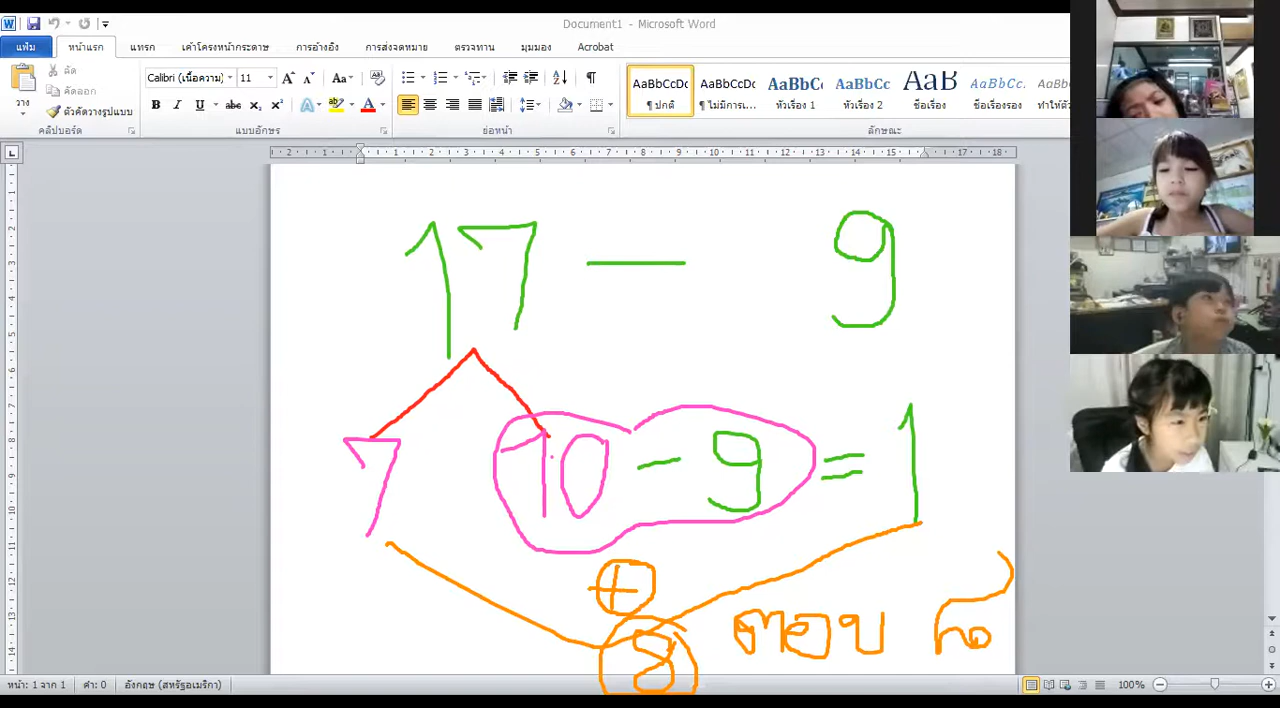 Document1 - Microsoft Word
แฟ้ม หน้าแรก แทรก เค้าโครงหน้ากระดาษ การอ้างอิง การส่งจดหมาย ตรวจทาน มุมมอง Acrobat
วาง
ตัด
คัดลอก
ตัวคัดวางรูปแบบ
คลิปบอร์ด
Calibri (เนื้อความ) 11
แบบอักษร
ย่อหน้า
AaBbCcDc AaBbCcDc AaBbC AaBbCc AaB AaBbCc.
¶ ปกติ ¶ ไม่มีการเ... หัวเรื่อง 1 หัวเรื่อง 2 ชื่อเรื่อง ชื่อเรื่องรอง ทำให้ตัว
ลักษณะ
17 — 9
7 10 - 9 = 1
+
8 ตอบ ๘
หน้า: 1 จาก 1 คำ: 0 อังกฤษ (สหรัฐอเมริกา) 100%